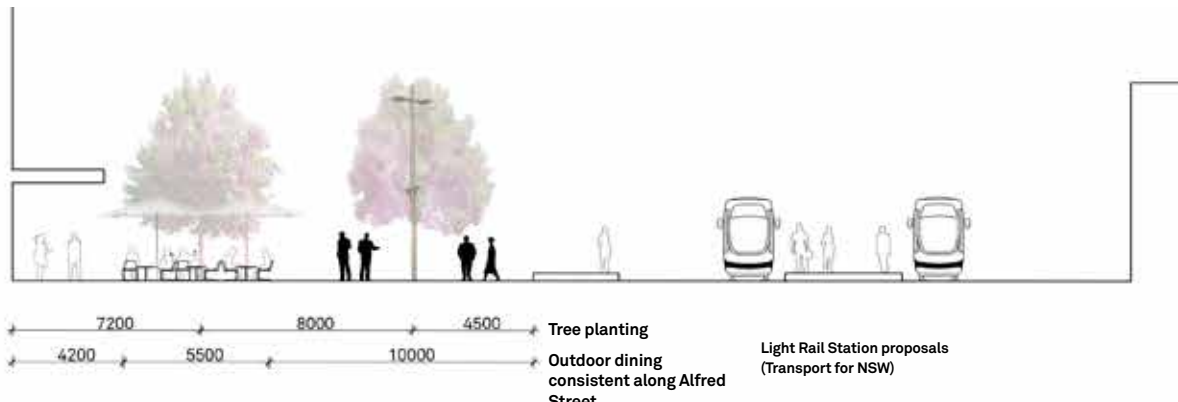 7200 8000 4500 Tree planting
4200 5500 10000 Outdoor dining
consistent along Alfred
Street
Light Rail Station proposals
(Transport for NSW)